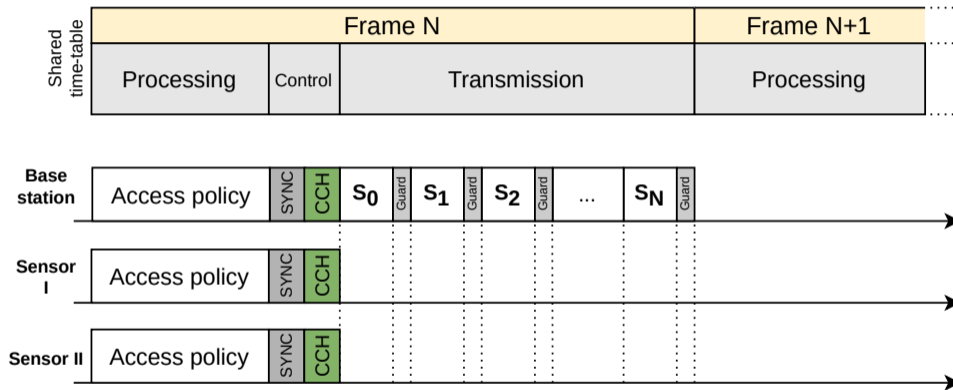 Frame N
Frame N+1
Shared
time-table
Processing
Control
Transmission
Processing
....
....
....
Base
station
Access policy
SYNC
CCH
S0
Guard
S1
Guard
S2
Guard
...
SN
Guard
Sensor
I
Access policy
SYNC
CCH
Sensor II
Access policy
SYNC
CCH